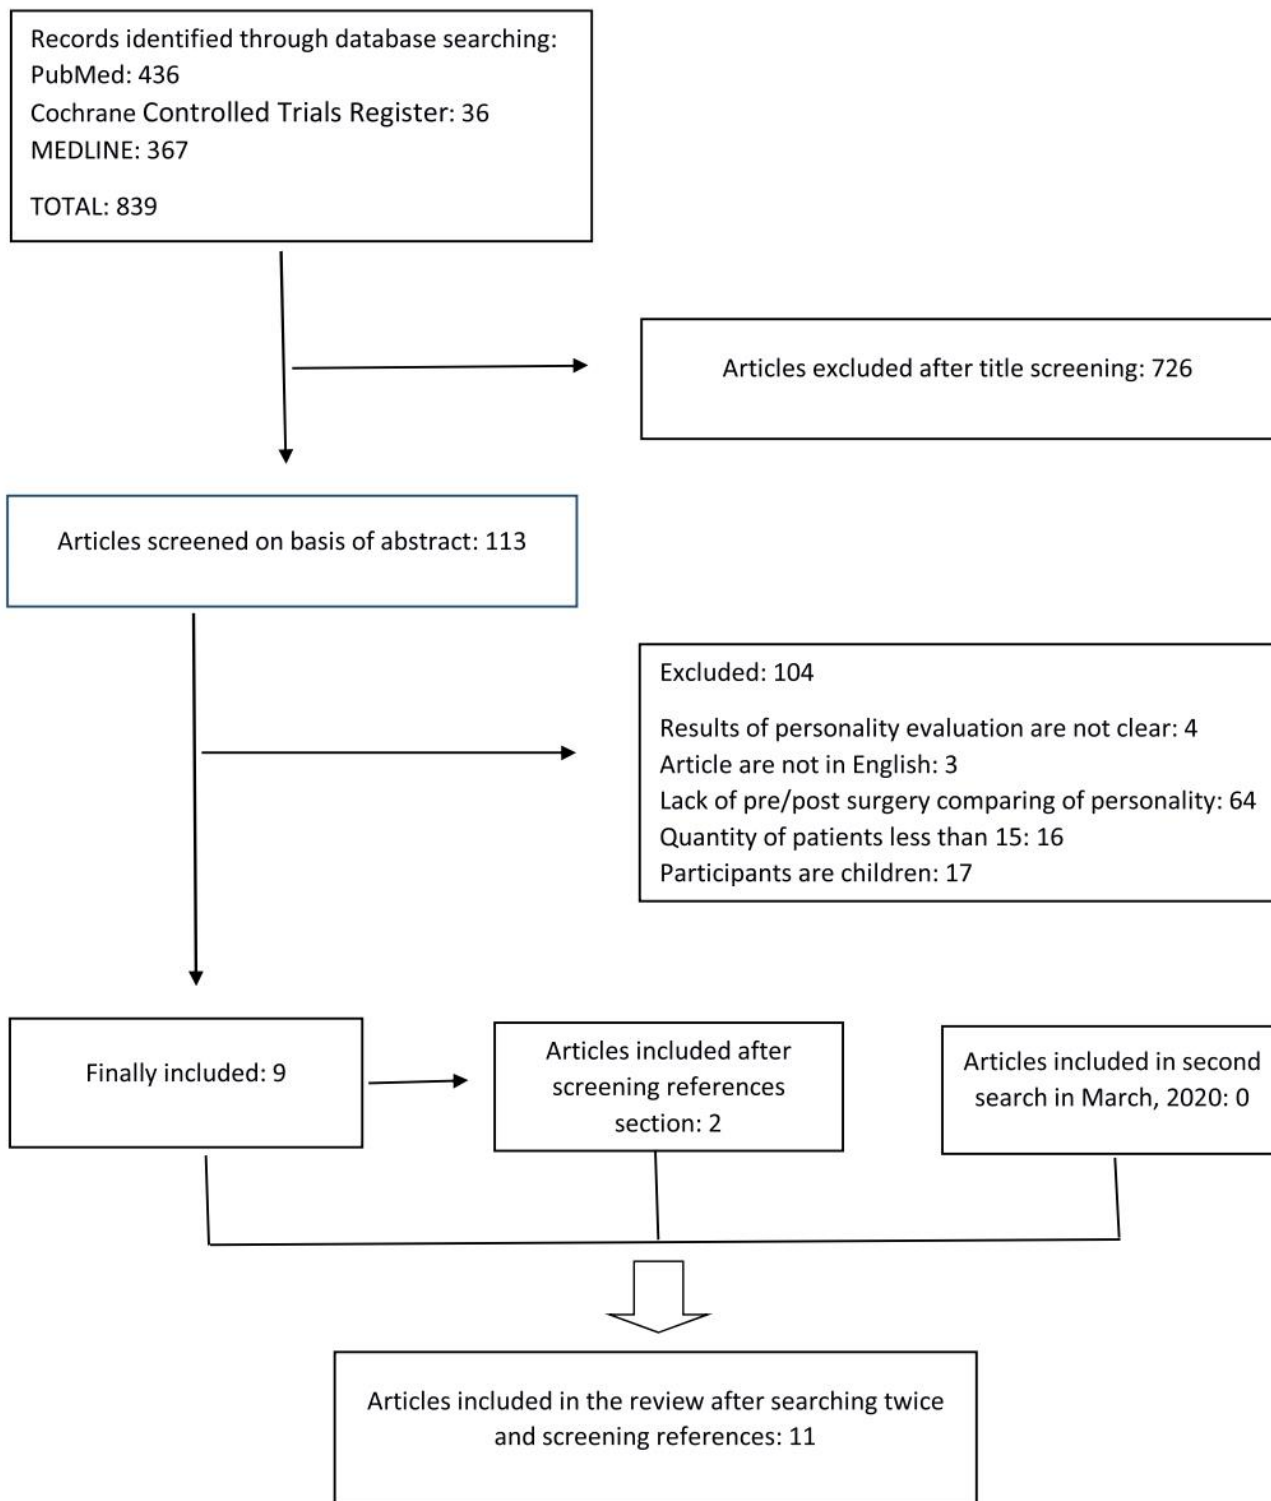 Records identified through database searching:
PubMed: 436
Cochrane Controlled Trials Register: 36
MEDLINE: 367
TOTAL: 839
Articles excluded after title screening: 726
Articles screened on basis of abstract: 113
Excluded: 104
Results of personality evaluation are not clear: 4
Article are not in English: 3
Lack of pre/post surgery comparing of personality: 64
Quantity of patients less than 15: 16
Participants are children: 17
Finally included: 9
Articles included after
screening references
section: 2
Articles included in second
search in March, 2020: 0
Articles included in the review after searching twice
and screening references: 11